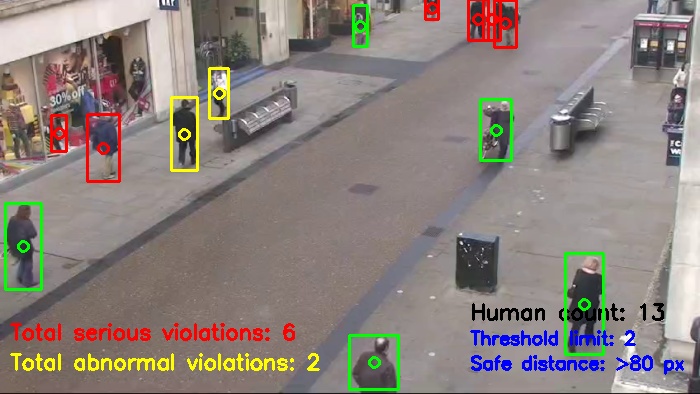 30% off
Total serious violations: 6
Total abnormal violations: 2
Human count: 13
Threshold limit: 2
Safe distance: >80 px